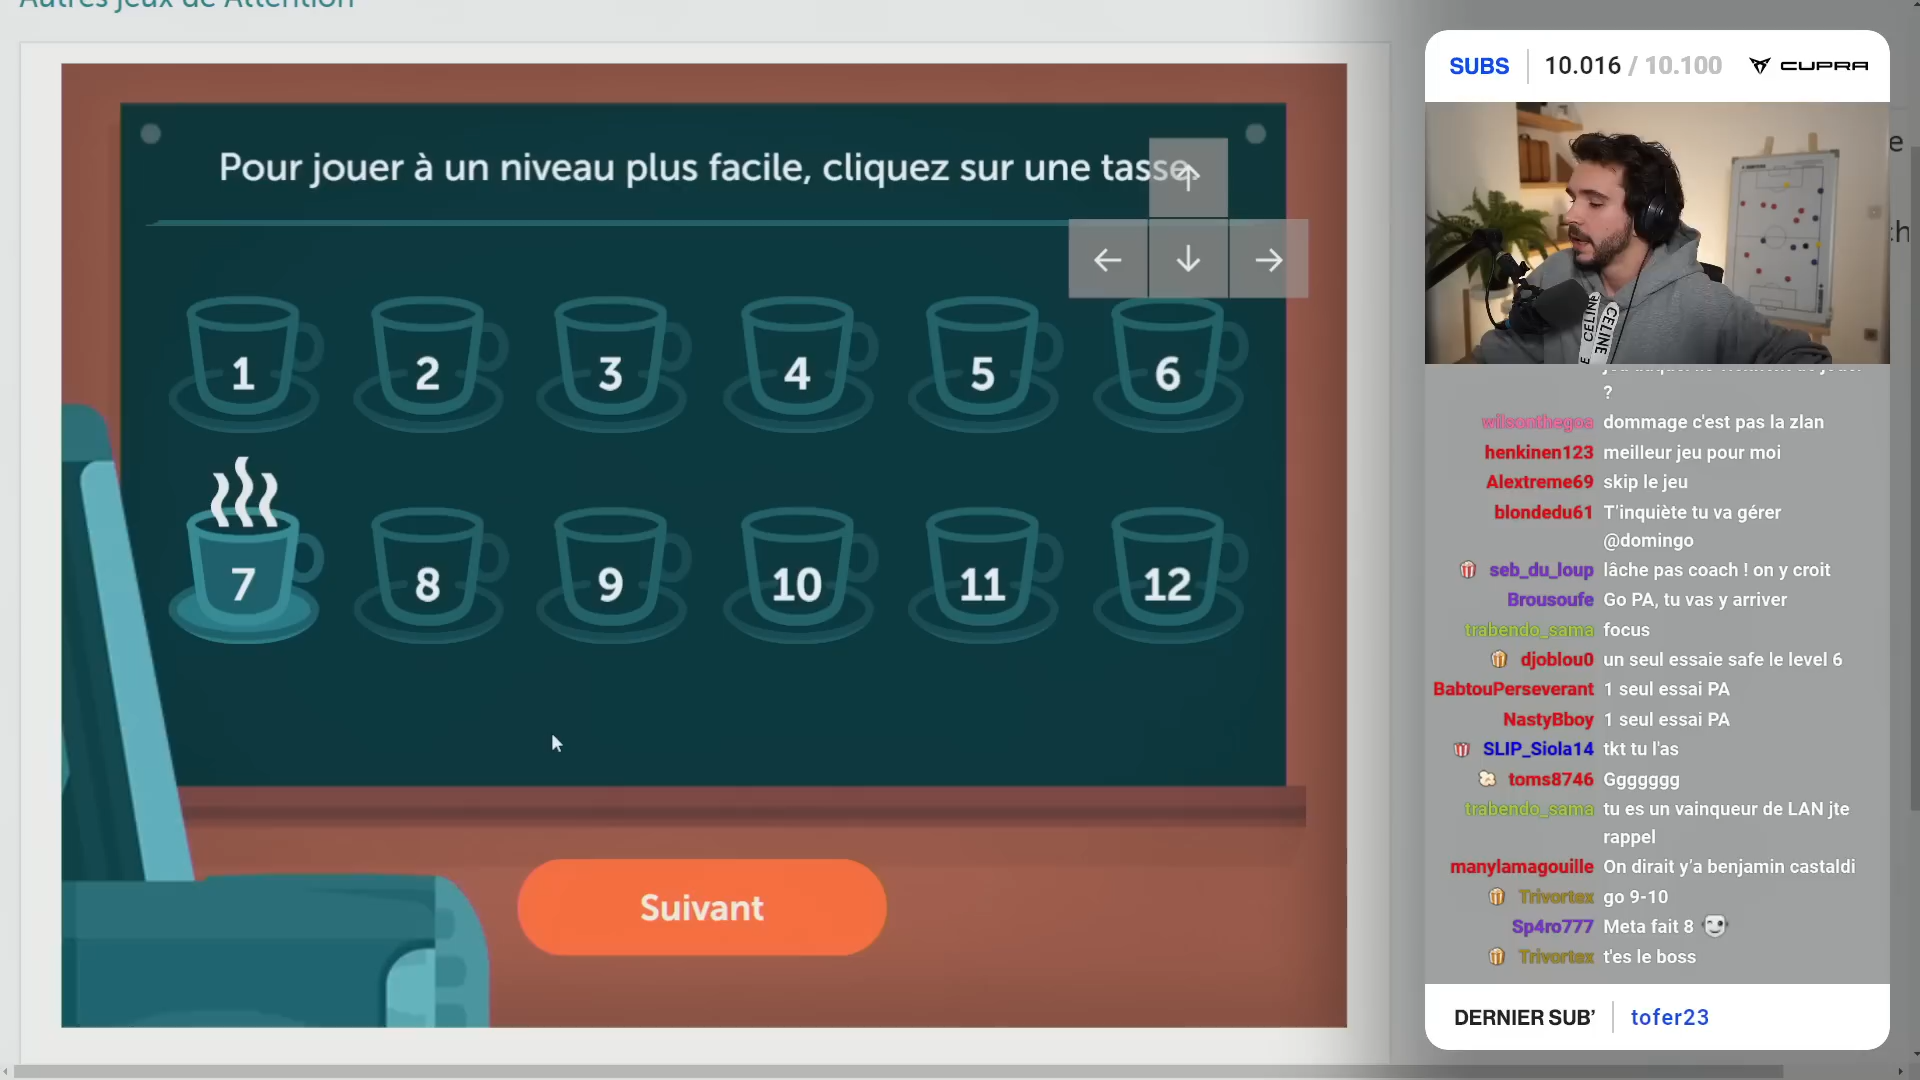 Autres jeux de Attention
Pour jouer à un niveau plus facile, cliquez sur une tasse
1 2 3 4 5 6
7 8 9 10 11 12
Suivant
SUBS 10.016 / 10.100 CUPRA
CELINE
CELINE
?
wilsonthegoa dommage c'est pas la zlan
henkinen123 meilleur jeu pour moi
Alextreme69 skip le jeu
blondedu61 T'inquiète tu va gérer
@domingo
seb_du_loup lâche pas coach ! on y croit
Brousoufe Go PA, tu vas y arriver
trabendo_sama focus
djoblou0 un seul essaie safe le level 6
BabtouPerseverant 1 seul essai PA
NastyBboy 1 seul essai PA
SLIP_Siola14 tkt tu l'as
toms8746 Ggggggg
trabendo_sama tu es un vainqueur de LAN jte
rappel
manylamagouille On dirait y'a benjamin castaldi
Trivortex go 9-10
Sp4ro777 Meta fait 8
Trivortex t'es le boss
DERNIER SUB' tofer23